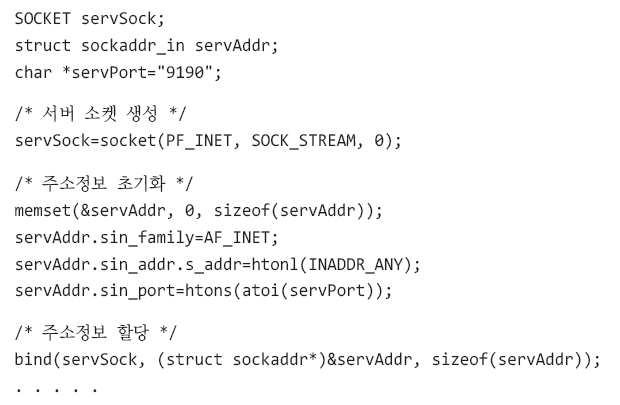 SOCKET servSock;
struct sockaddr_in servAddr;
char *servPort="9190";
/* 서버 소켓 생성 */
servSock=socket(PF_INET, SOCK_STREAM, 0);
/* 주소정보 초기화 */
memset(&servAddr, 0, sizeof(servAddr));
servAddr.sin_family=AF_INET;
servAddr.sin_addr.s_addr=htonl(INADDR_ANY);
servAddr.sin_port=htons(atoi(servPort));
/* 주소정보 할당 */
bind(servSock, (struct sockaddr*)&servAddr, sizeof(servAddr));
. . . . .